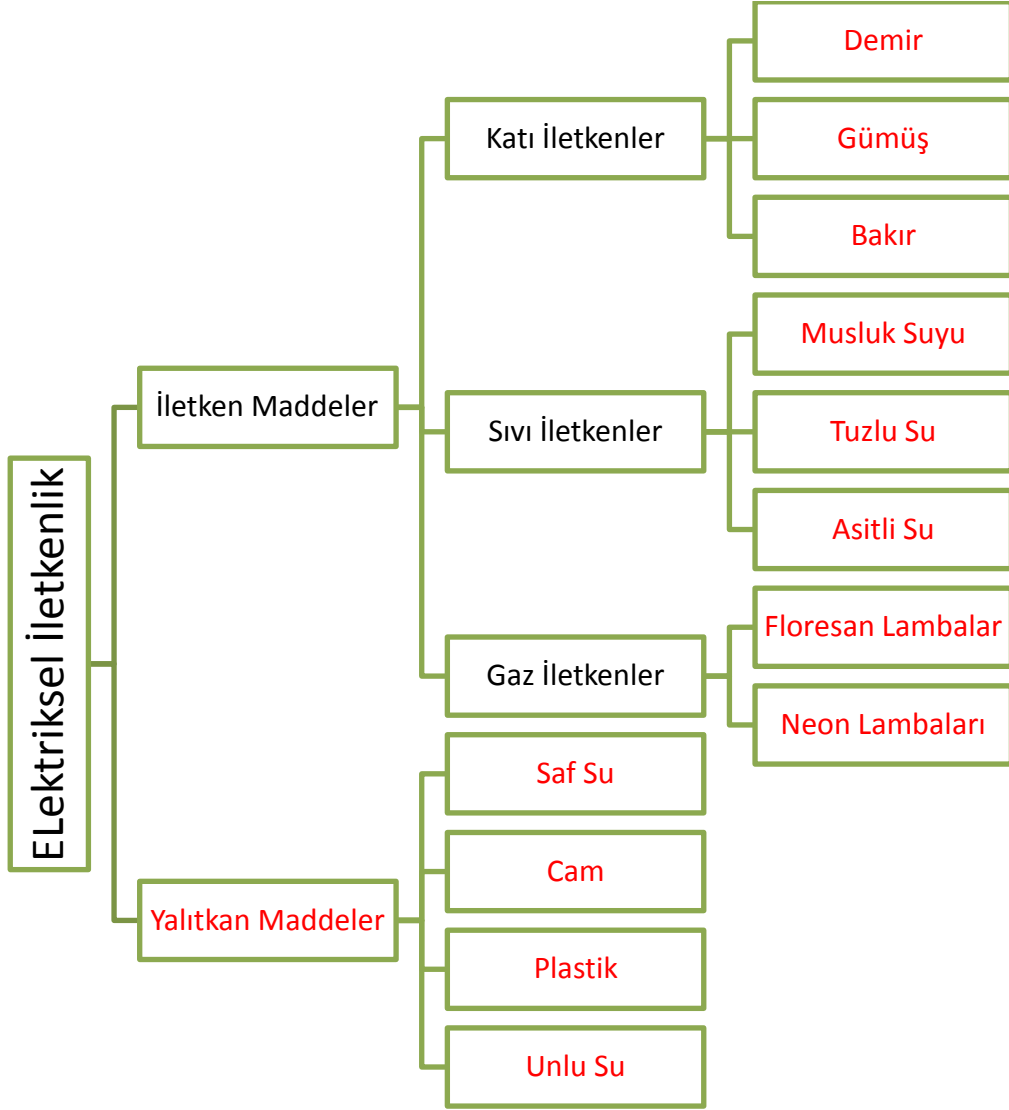 ELektriksel İletkenlik
İletken Maddeler
Katı İletkenler
Demir
Gümüş
Bakır
Sıvı İletkenler
Musluk Suyu
Tuzlu Su
Asitli Su
Gaz İletkenler
Floresan Lambalar
Neon Lambaları
Yalıtkan Maddeler
Saf Su
Cam
Plastik
Unlu Su